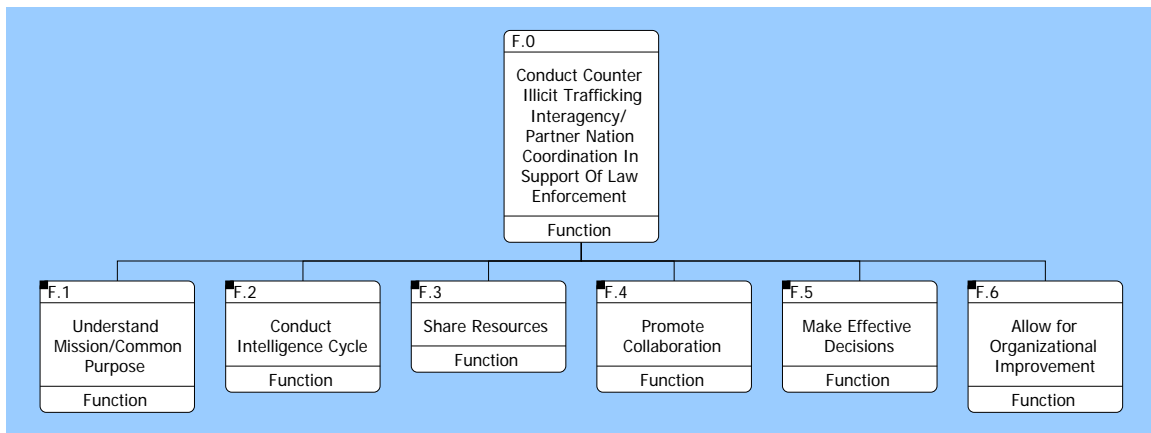 F.0
Conduct Counter
Illicit Trafficking
Interagency/
Partner Nation
Coordination In
Support Of Law
Enforcement
Function
F.1
Understand
Mission/Common
Purpose
Function
F.2
Conduct
Intelligence Cycle
Function
F.3
Share Resources
Function
F.4
Promote
Collaboration
Function
F.5
Make Effective
Decisions
Function
F.6
Allow for
Organizational
Improvement
Function